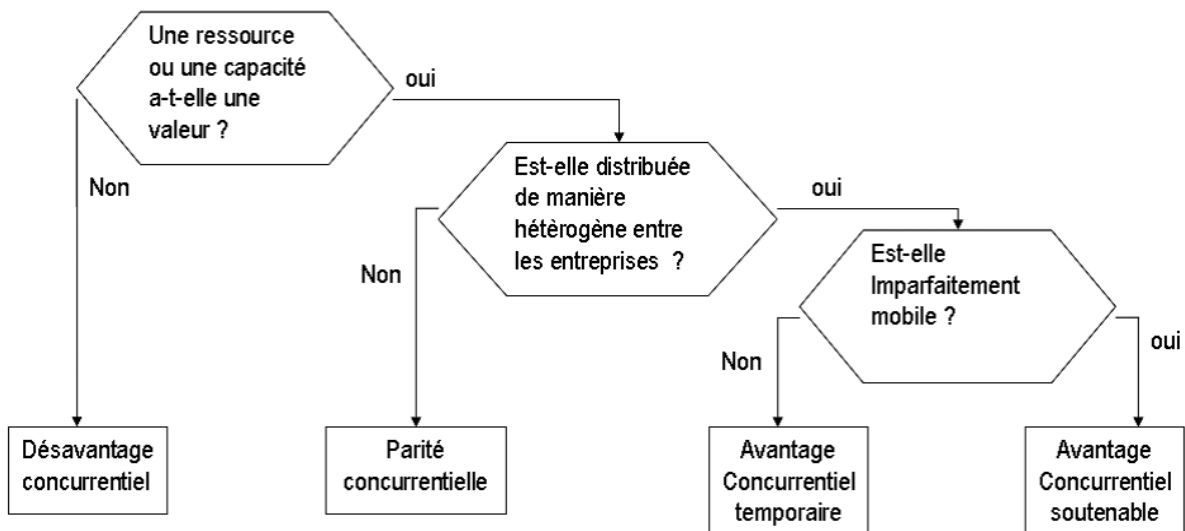 Une ressource
ou une capacité
a-t-elle une
valeur ?
oui
Non
Est-elle distribuée
de manière
hétèrogène entre
les entreprises ?
oui
Non
Est-elle
Imparfaitement
mobile ?
Non
oui
Désavantage
concurrentiel
Parité
concurrentielle
Avantage
Concurrentiel
temporaire
Avantage
Concurrentiel
soutenable